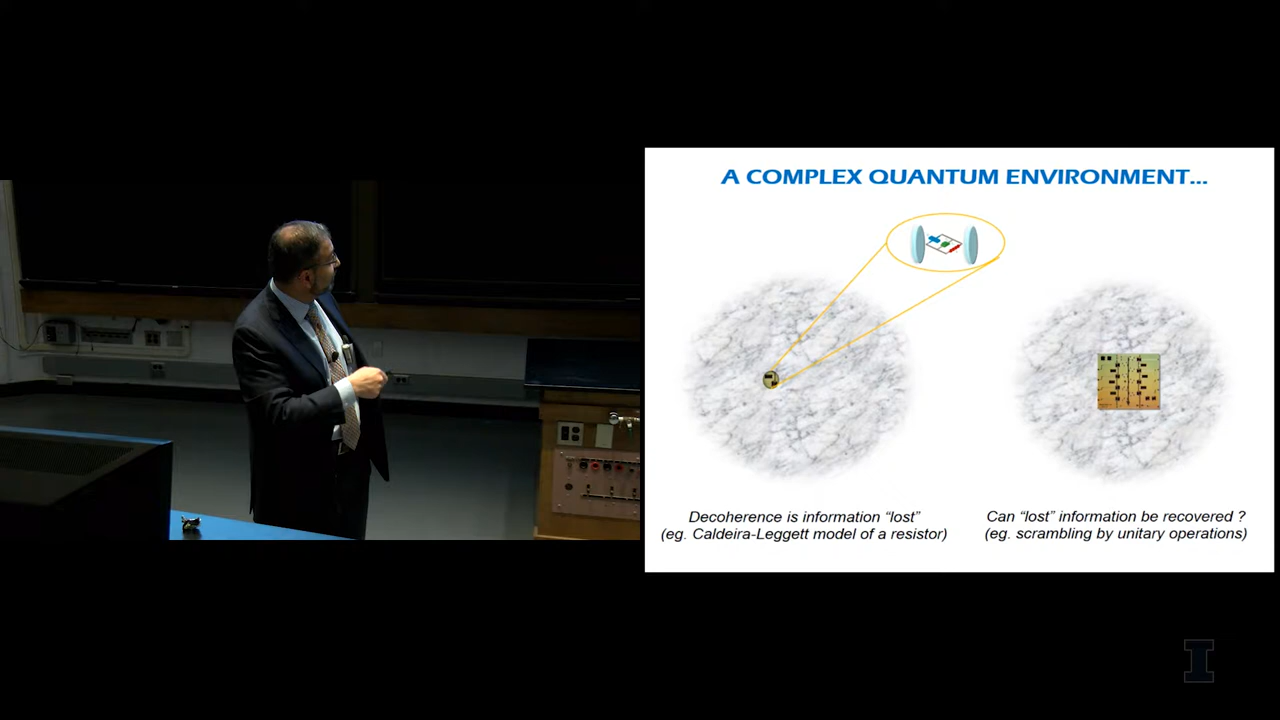 A COMPLEX QUANTUM ENVIRONMENT...
Decoherence is information “lost”
(eg. Caldeira-Leggett model of a resistor)
Can “lost” information be recovered ?
(eg. scrambling by unitary operations)
I